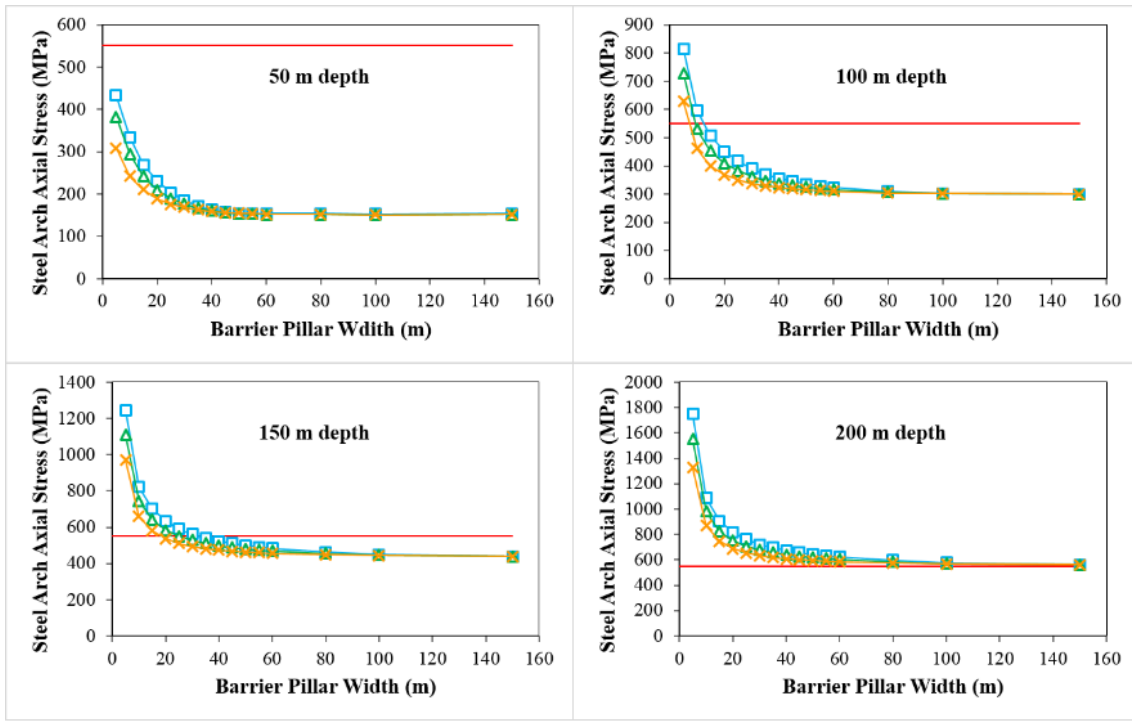 Steel Arch Axial Stress (MPa)
600
500
400
300
200
100
0
50 m depth
0 20 40 60 80 100 120 140 160
Barrier Pillar Wdith (m)
Steel Arch Axial Stress (MPa)
900
800
700
600
500
400
300
200
100
0
100 m depth
0 20 40 60 80 100 120 140 160
Barrier Pillar Width (m)
Steel Arch Axial Stress (MPa)
1400
1200
1000
800
600
400
200
0
150 m depth
0 20 40 60 80 100 120 140 160
Barrier Pillar Width (m)
Steel Arch Axial Stress (MPa)
2000
1800
1600
1400
1200
1000
800
600
400
200
0
200 m depth
0 20 40 60 80 100 120 140 160
Barrier Pillar Width (m)